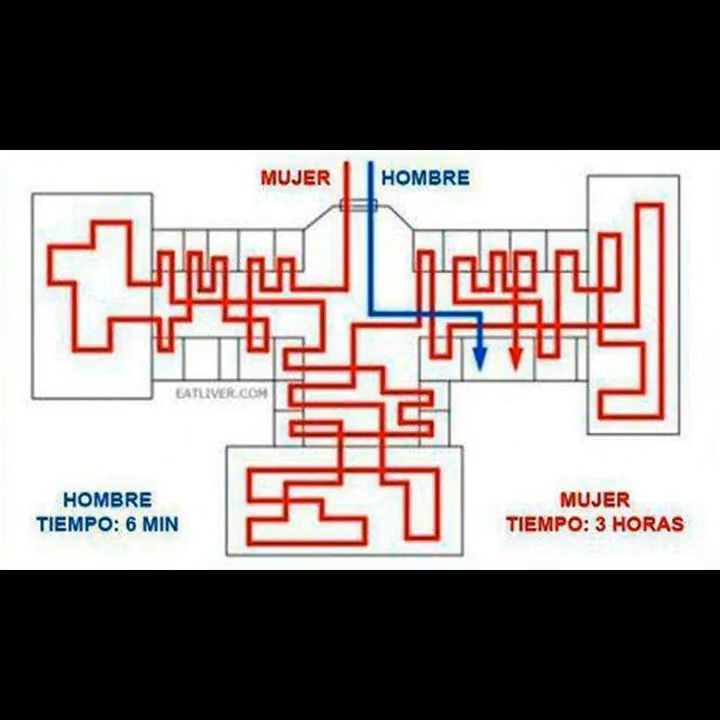 MUJER
HOMBRE
EATLIVER.COM
HOMBRE
TIEMPO: 6 MIN
MUJER
TIEMPO: 3 HORAS